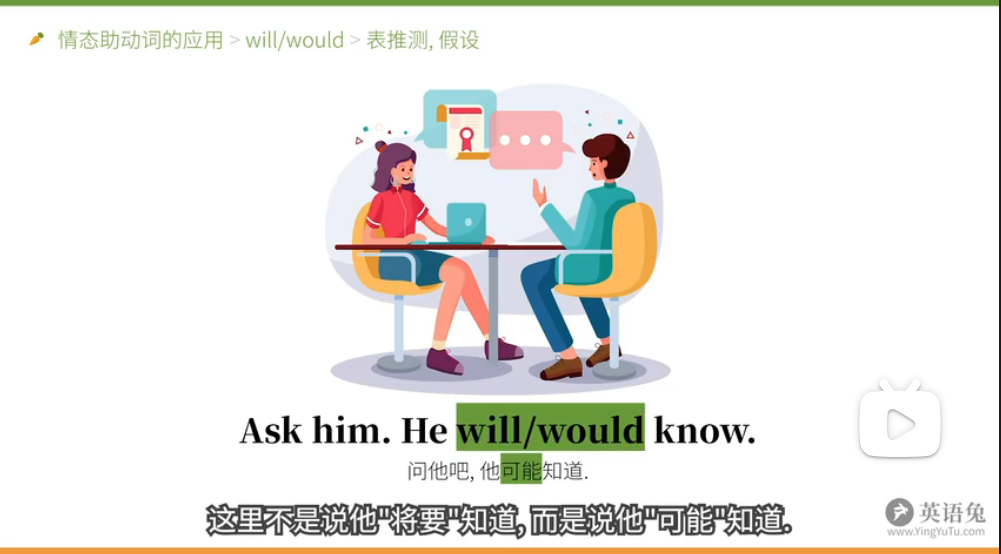 情态助动词的应用 > will/would > 表推测, 假设
Ask him. He will/would know.
问他吧, 他可能知道.
这里不是说他"将要"知道, 而是说他"可能"知道.
英语兔
www.YingYuTu.com